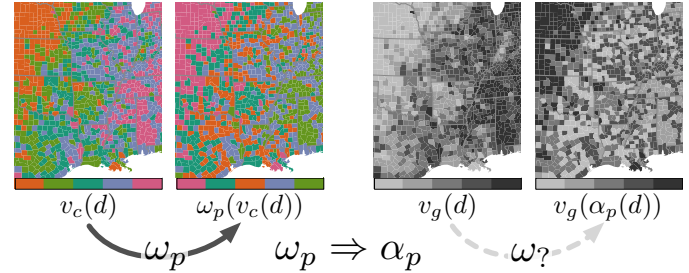 v_c(d) ω_p(v_c(d)) v_g(d) v_g(α_p(d))
ω_p ω_p ⇒ α_p ω_?